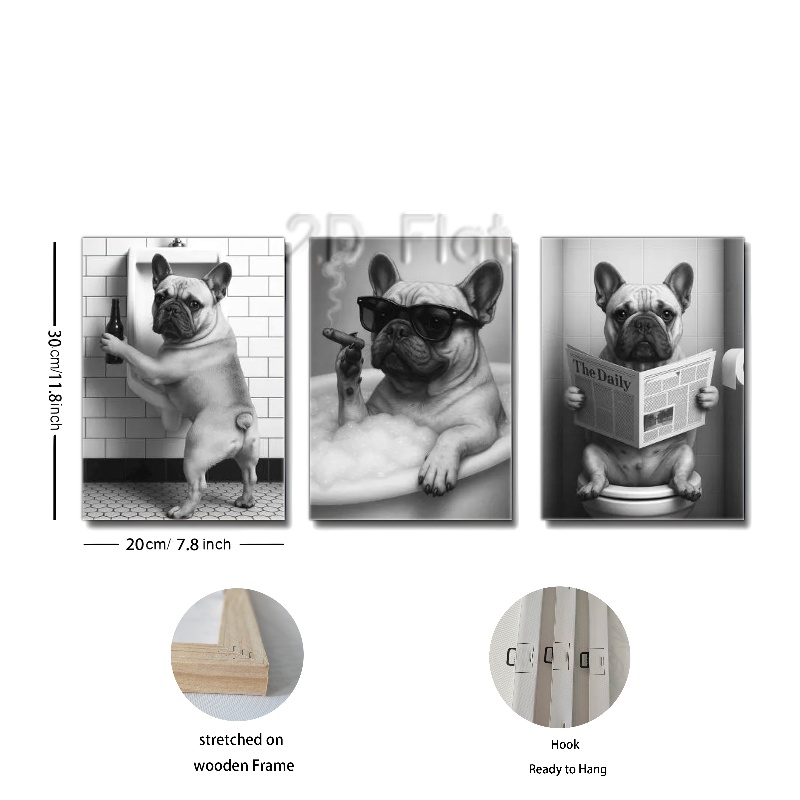 2D Flat
30cm/11.8inch
The Daily
20cm/ 7.8 inch
stretched on
wooden Frame
Hook
Ready to Hang